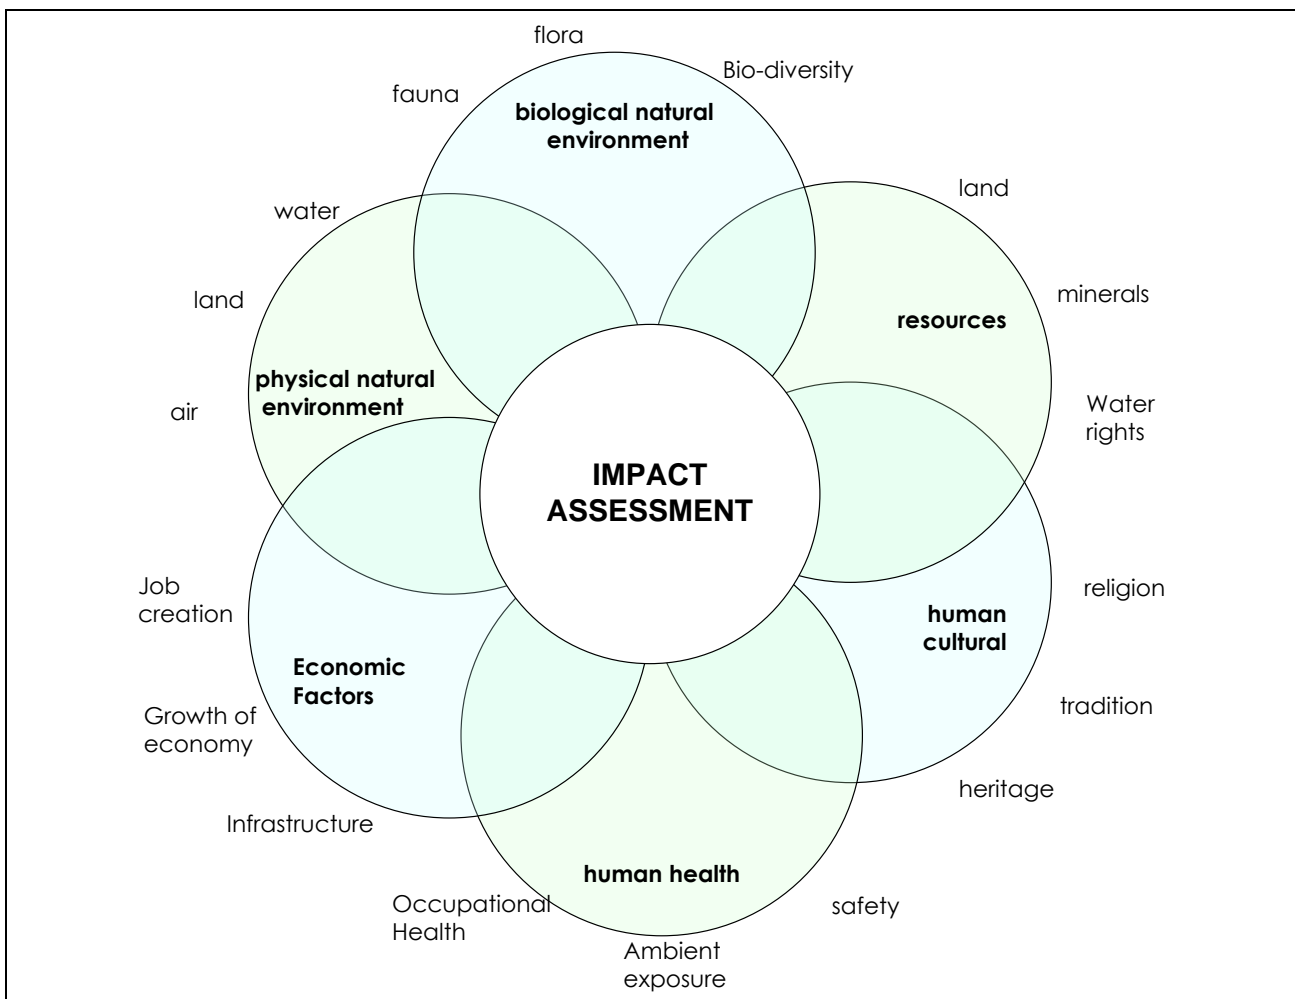 flora
Bio-diversity
fauna
biological natural
environment
land
water
minerals
land
resources
physical natural
environment
air
Water
rights
IMPACT
ASSESSMENT
Job
creation
religion
human
cultural
Economic
Factors
tradition
Growth of
economy
heritage
Infrastructure
human health
Occupational
Health
safety
Ambient
exposure